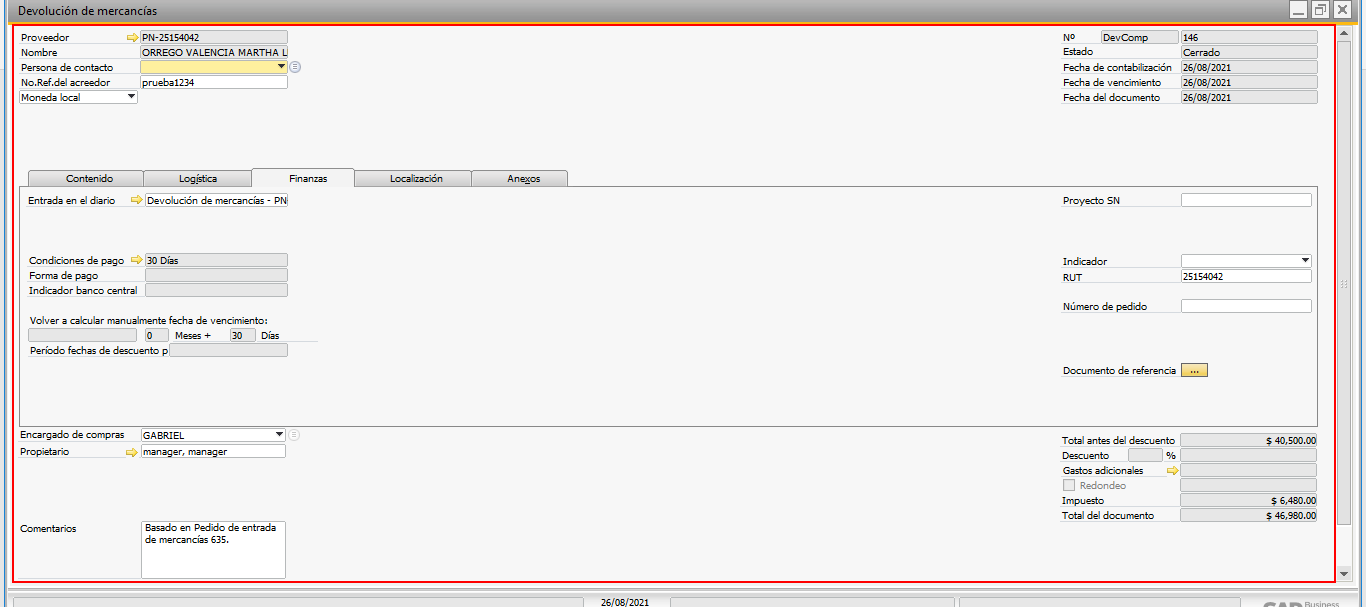 Devolución de mercancías
Proveedor PN-25154042
Nombre ORREGO VALENCIA MARTHA L
Persona de contacto
No.Ref.del acreedor prueba1234
Moneda local
Nº DevComp 146
Estado Cerrado
Fecha de contabilización 26/08/2021
Fecha de vencimiento 26/08/2021
Fecha del documento 26/08/2021
Contenido Logística Finanzas Localización Anexos
Entrada en el diario Devolución de mercancías - PN
Proyecto SN
Condiciones de pago 30 Días
Forma de pago
Indicador banco central
Indicador
RUT 25154042
Número de pedido
Volver a calcular manualmente fecha de vencimiento:
0 Meses + 30 Días
Período fechas de descuento p
Documento de referencia ...
Encargado de compras GABRIEL
Propietario manager, manager
Total antes del descuento $ 40,500.00
Descuento %
Gastos adicionales
Redondeo
Impuesto $ 6,480.00
Total del documento $ 46,980.00
Comentarios Basado en Pedido de entrada
de mercancías 635.
26/08/2021
SAP Business